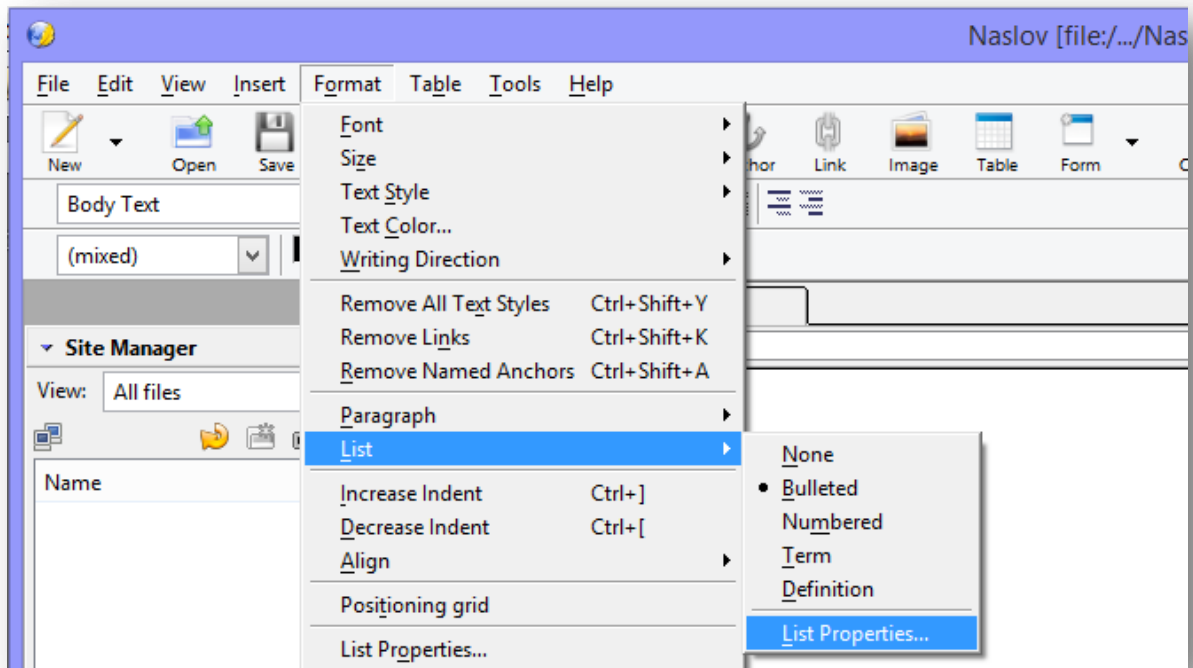 Naslov [file:/.../Nas
File Edit View Insert Format Table Tools Help
New Open Save hor Link Image Table Form
Body Text
(mixed)
Font
Size
Text Style
Text Color...
Writing Direction
Remove All Text Styles Ctrl+Shift+Y
Remove Links Ctrl+Shift+K
Remove Named Anchors Ctrl+Shift+A
Paragraph
List
Increase Indent Ctrl+]
Decrease Indent Ctrl+[
Align
Positioning grid
List Properties...
Site Manager
View: All files
Name
None
Bulleted
Numbered
Term
Definition
List Properties...